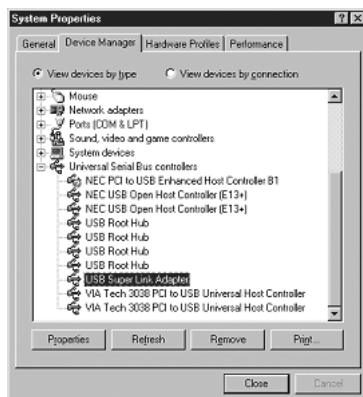 System Properties
General Device Manager Hardware Profiles Performance
View devices by type View devices by connection
Mouse
Network adapters
Ports (COM & LPT)
Sound, video and game controllers
System devices
Universal Serial Bus controllers
NEC PCI to USB Enhanced Host Controller B1
NEC USB Open Host Controller (E13+)
NEC USB Open Host Controller (E13+)
USB Root Hub
USB Root Hub
USB Root Hub
USB Root Hub
USB Super Link Adapter
VIA Tech 3038 PCI to USB Universal Host Controller
VIA Tech 3038 PCI to USB Universal Host Controller
Properties Refresh Remove Print...
Close Cancel